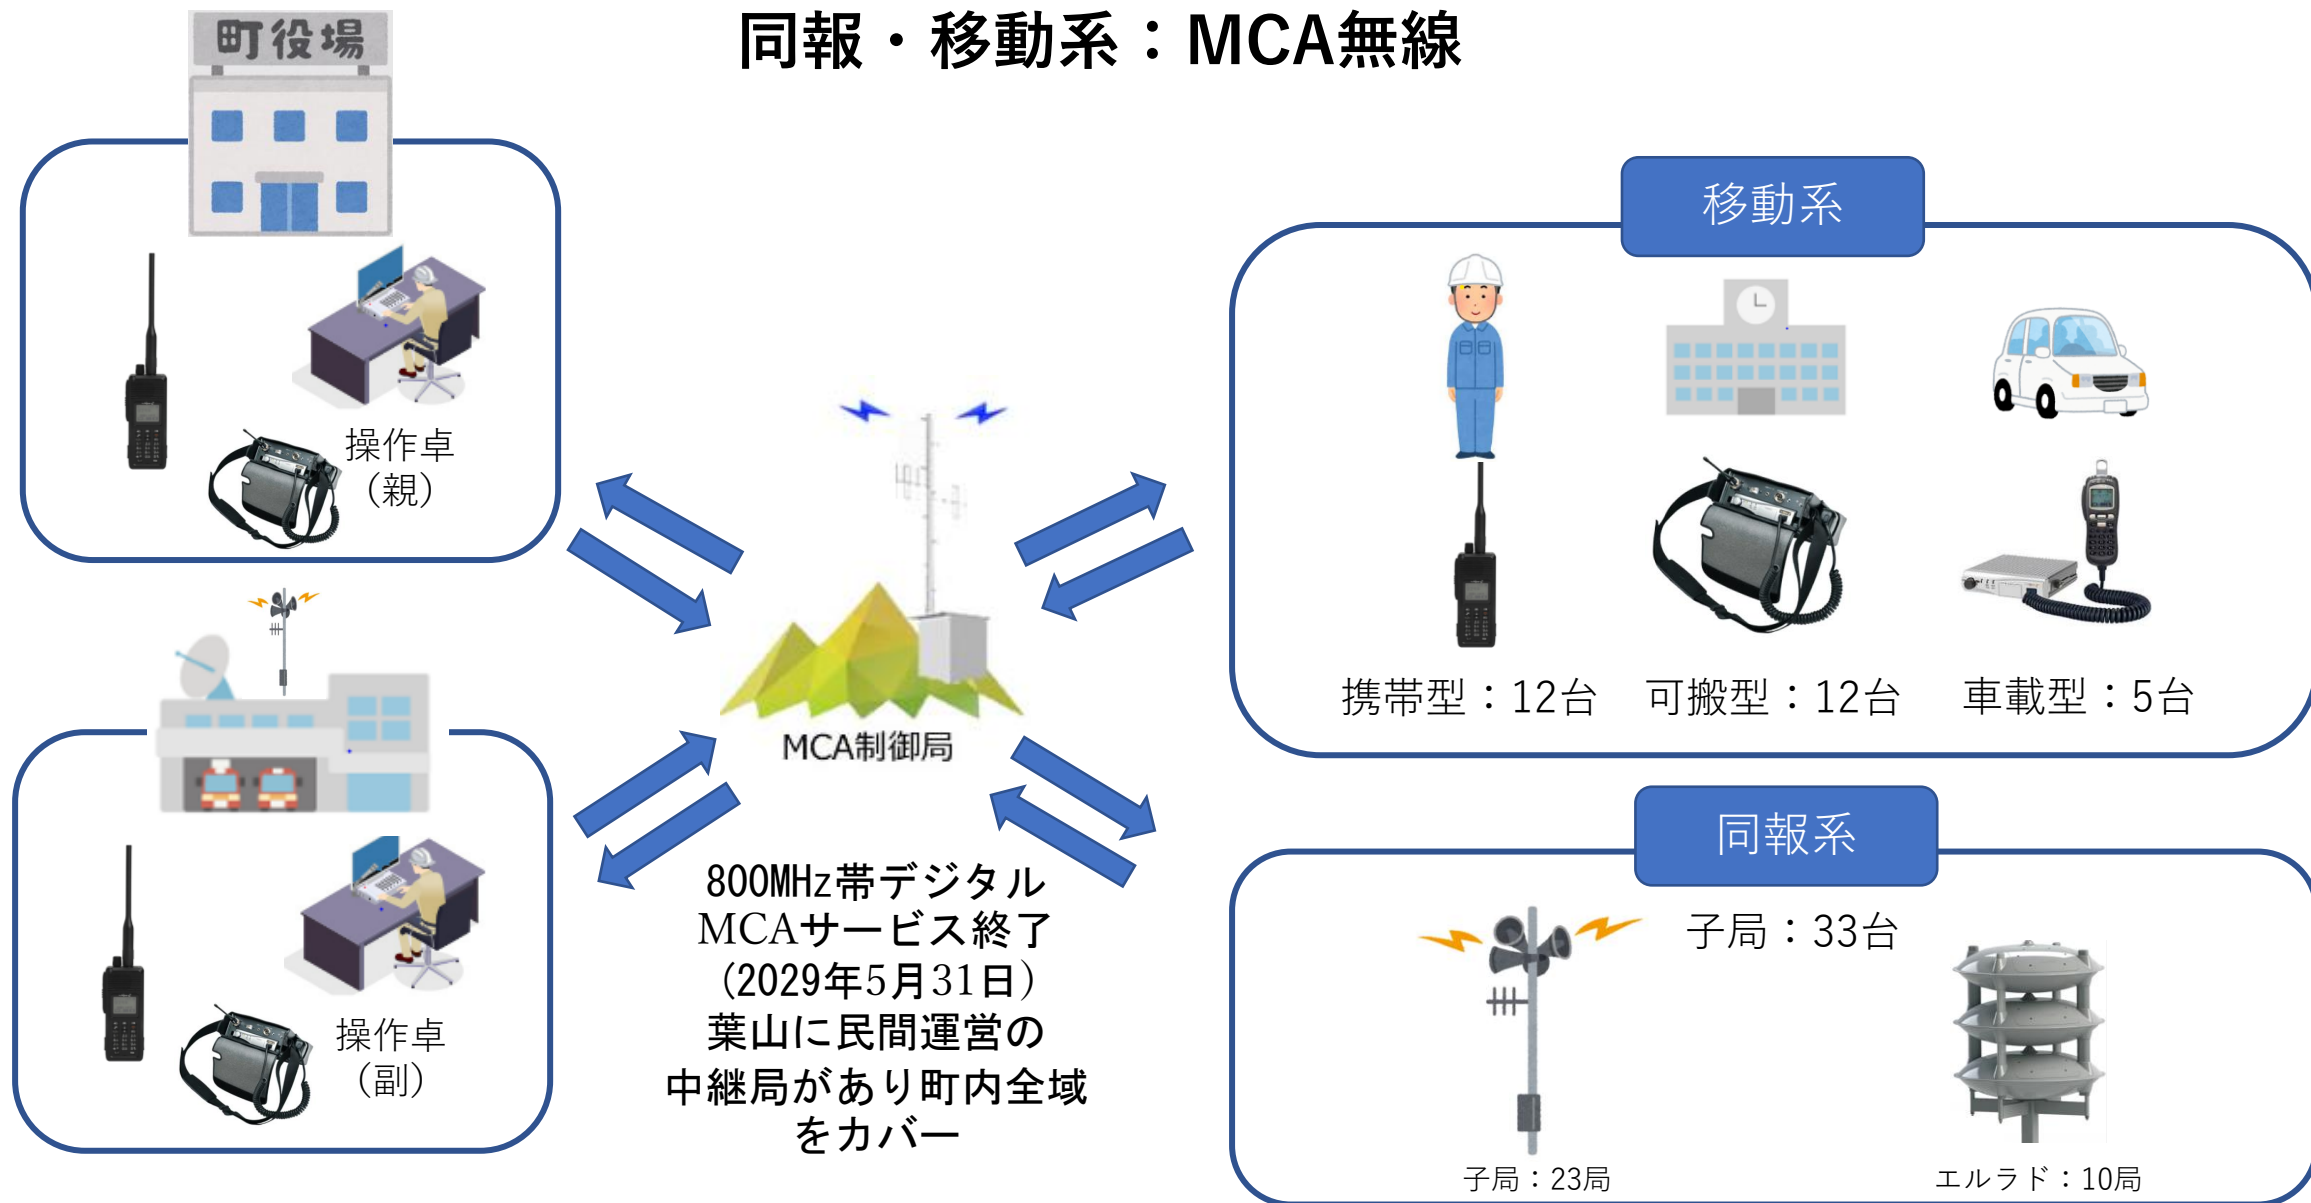 同報・移動系：MCA無線
町役場
操作卓
（親）
操作卓
（副）
MCA制御局
800MHz帯デジタル
MCAサービス終了
（2029年5月31日）
葉山に民間運営の
中継局があり町内全域
をカバー
移動系
携帯型：12台
可搬型：12台
車載型：5台
同報系
子局：33台
子局：23局
エルラド：10局